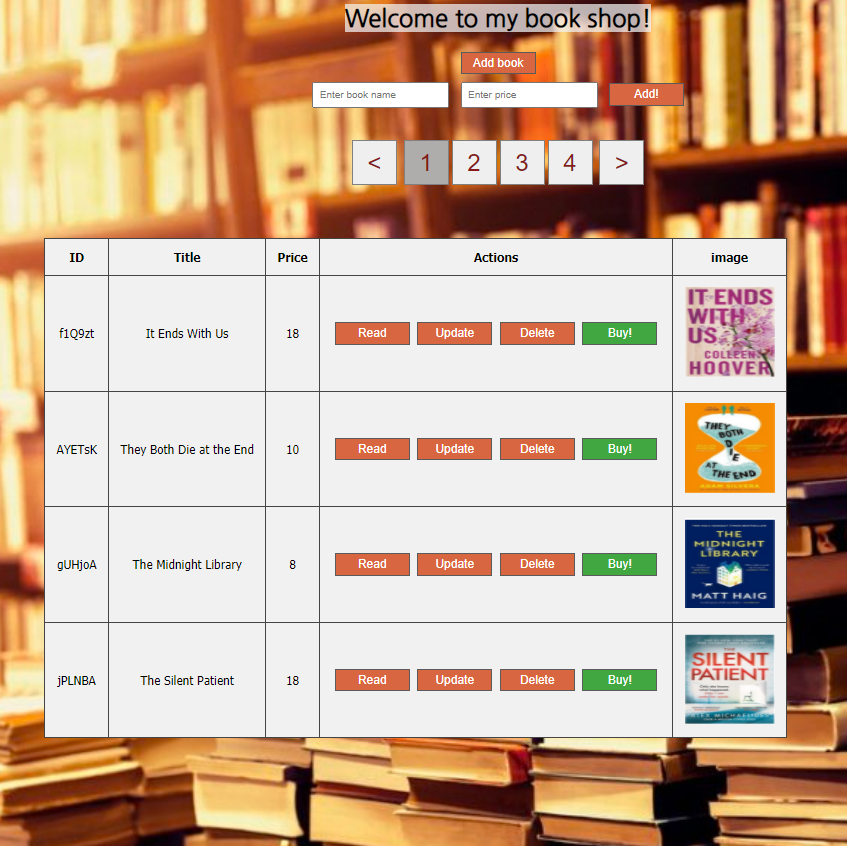 Welcome to my book shop!
Add book
Enter book name Enter price Add!
< 1 2 3 4 >
ID Title Price Actions image
f1Q9zt It Ends With Us 18 Read Update Delete Buy!
IT ENDS
WITH
US
COLLEEN
HOOVER
AYETsK They Both Die at the End 10 Read Update Delete Buy!
THEY
BOTH
DIE
AT THE END
ADAM SILVERA
gUHjoA The Midnight Library 8 Read Update Delete Buy!
THE
MIDNIGHT
LIBRARY
MATT HAIG
jPLNBA The Silent Patient 18 Read Update Delete Buy!
THE
SILENT
PATIENT